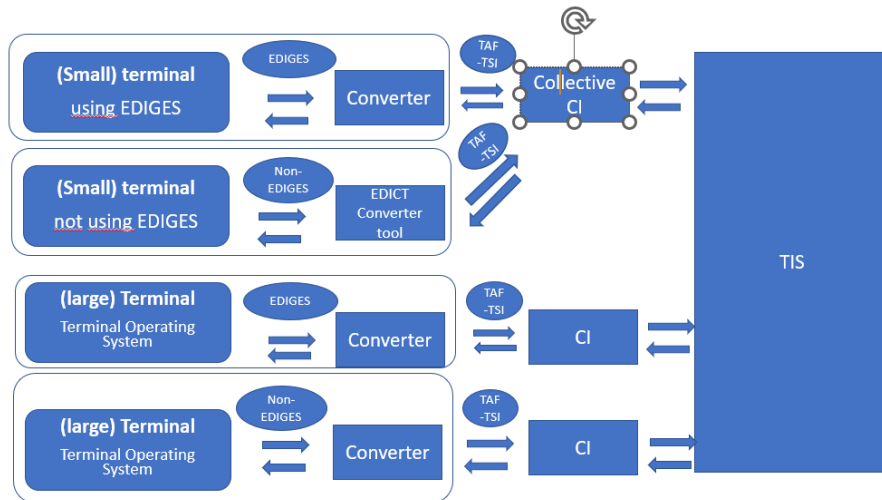 (Small) terminal
using EDIGES
EDIGES
Converter
TAF
-TSI
Collective
CI
(Small) terminal
not using EDIGES
Non-
EDIGES
EDICT
Converter
tool
TAF
-TSI
TIS
(large) Terminal
Terminal Operating
System
EDIGES
Converter
TAF
-TSI
CI
(large) Terminal
Terminal Operating
System
Non-
EDIGES
Converter
TAF
-TSI
CI